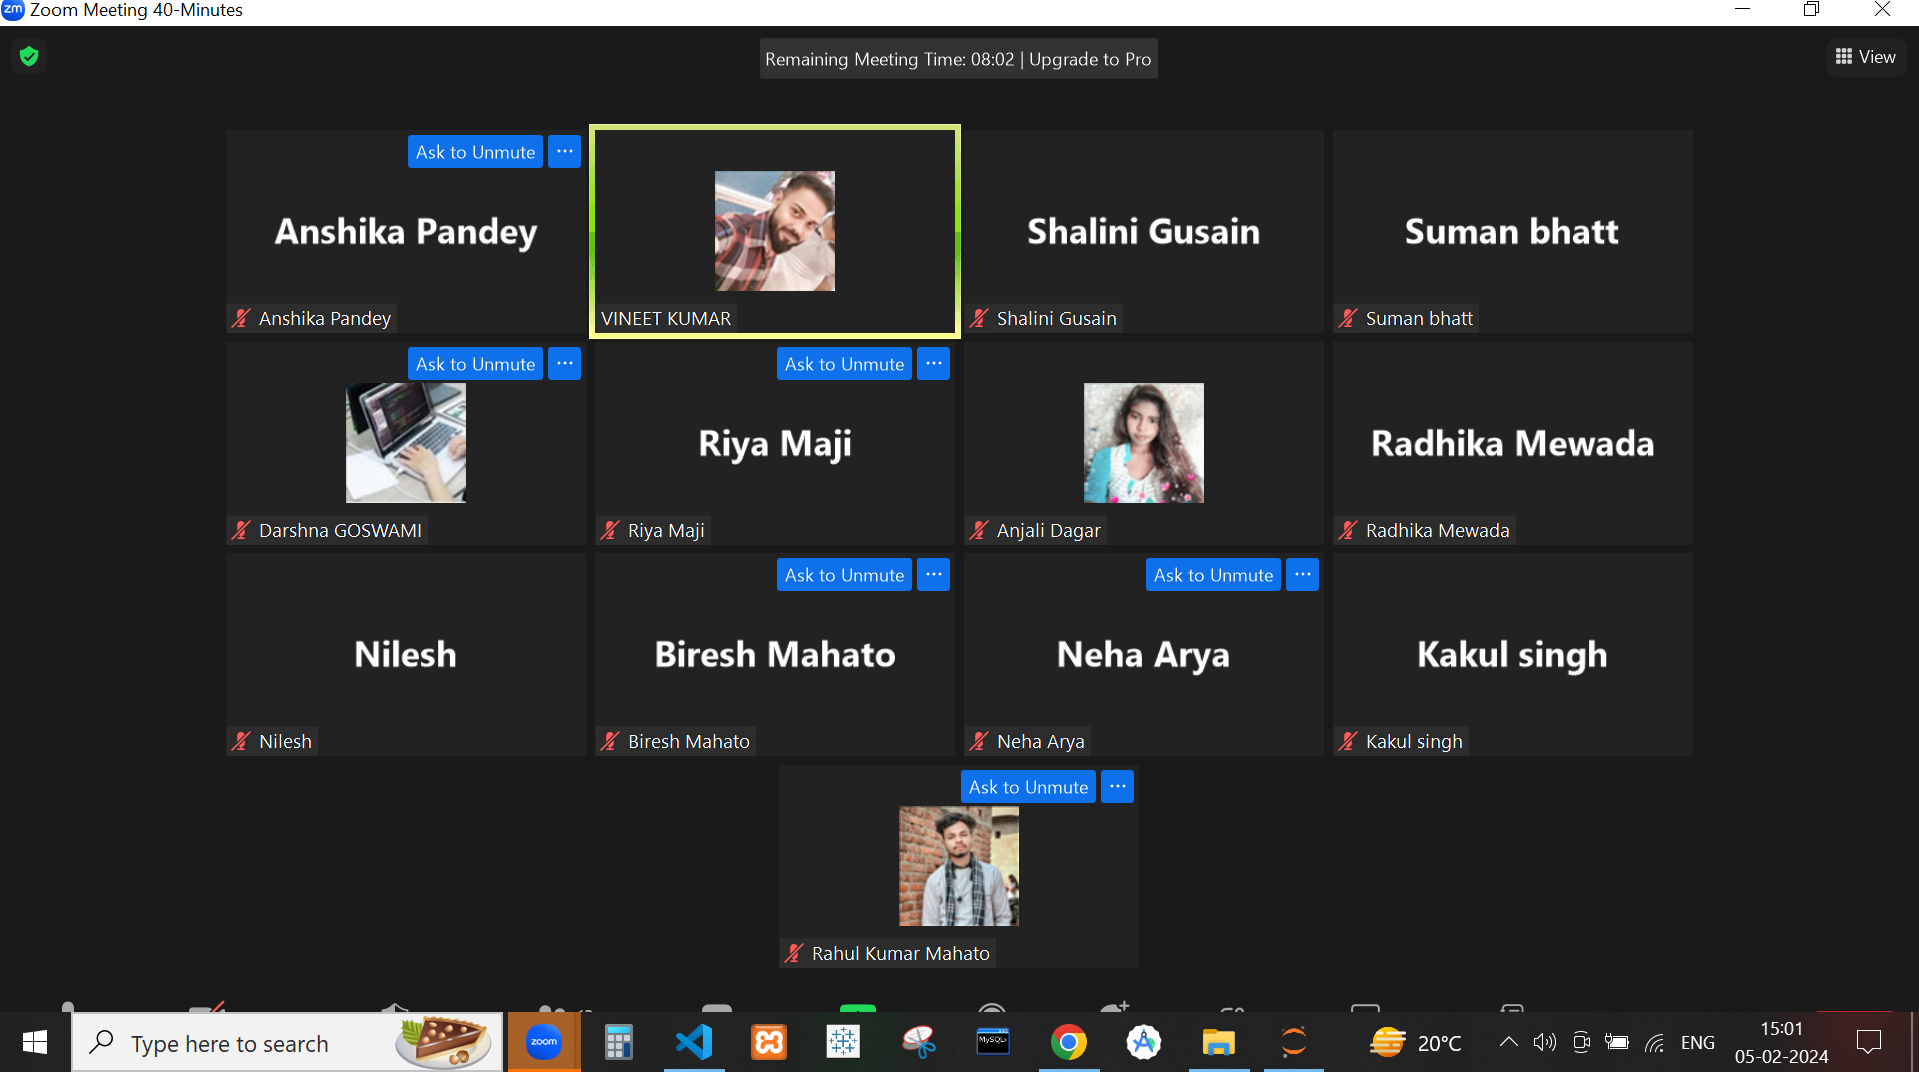 zm Zoom Meeting 40-Minutes
Remaining Meeting Time: 08:02 | Upgrade to Pro
View
Ask to Unmute ...
Anshika Pandey
Anshika Pandey
VINEET KUMAR
Shalini Gusain
Shalini Gusain
Suman bhatt
Suman bhatt
Ask to Unmute ...
Darshna GOSWAMI
Ask to Unmute ...
Riya Maji
Riya Maji
Anjali Dagar
Radhika Mewada
Radhika Mewada
Nilesh
Nilesh
Ask to Unmute ...
Biresh Mahato
Biresh Mahato
Ask to Unmute ...
Neha Arya
Neha Arya
Kakul singh
Kakul singh
Ask to Unmute ...
Rahul Kumar Mahato
Type here to search
zoom
MySQL
20°C
ENG
15:01
05-02-2024